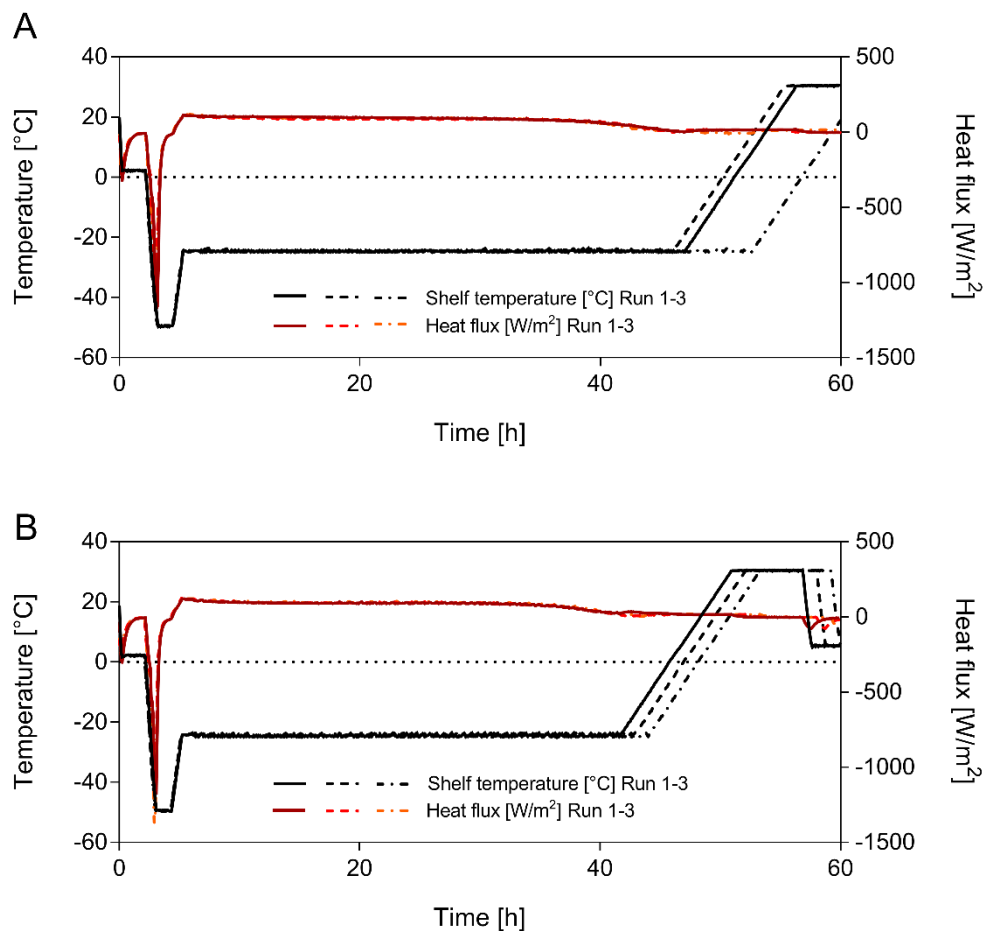 A
40
20
0
-20
-40
-60
Temperature [°C]
500
0
-500
-1000
-1500
Heat flux [W/m²]
Shelf temperature [°C] Run 1-3
Heat flux [W/m²] Run 1-3
0 20 40 60
Time [h]
B
40
20
0
-20
-40
-60
Temperature [°C]
500
0
-500
-1000
-1500
Heat flux [W/m²]
Shelf temperature [°C] Run 1-3
Heat flux [W/m²] Run 1-3
0 20 40 60
Time [h]